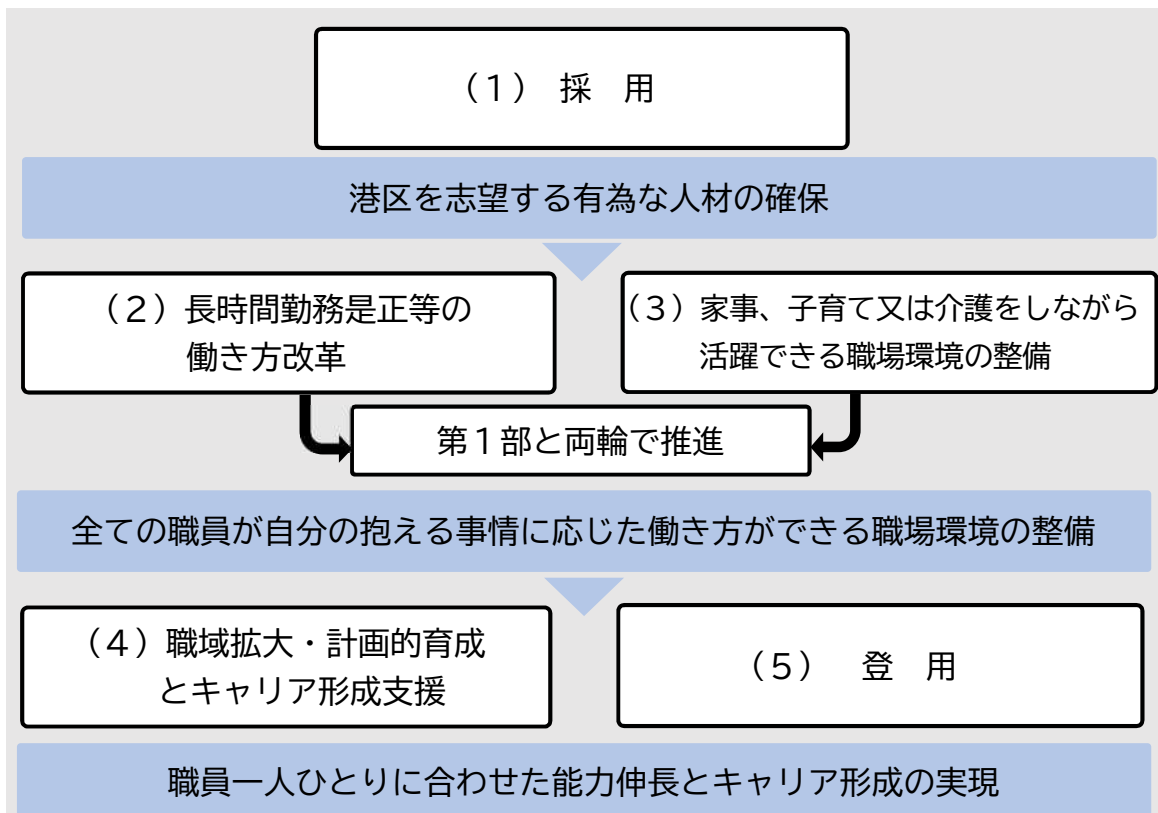 （１）　採　用
港区を志望する有為な人材の確保
（２）長時間勤務是正等の
働き方改革
（３）家事、子育て又は介護をしながら
活躍できる職場環境の整備
第１部と両輪で推進
全ての職員が自分の抱える事情に応じた働き方ができる職場環境の整備
（４）職域拡大・計画的育成
とキャリア形成支援
（５）　登　用
職員一人ひとりに合わせた能力伸長とキャリア形成の実現